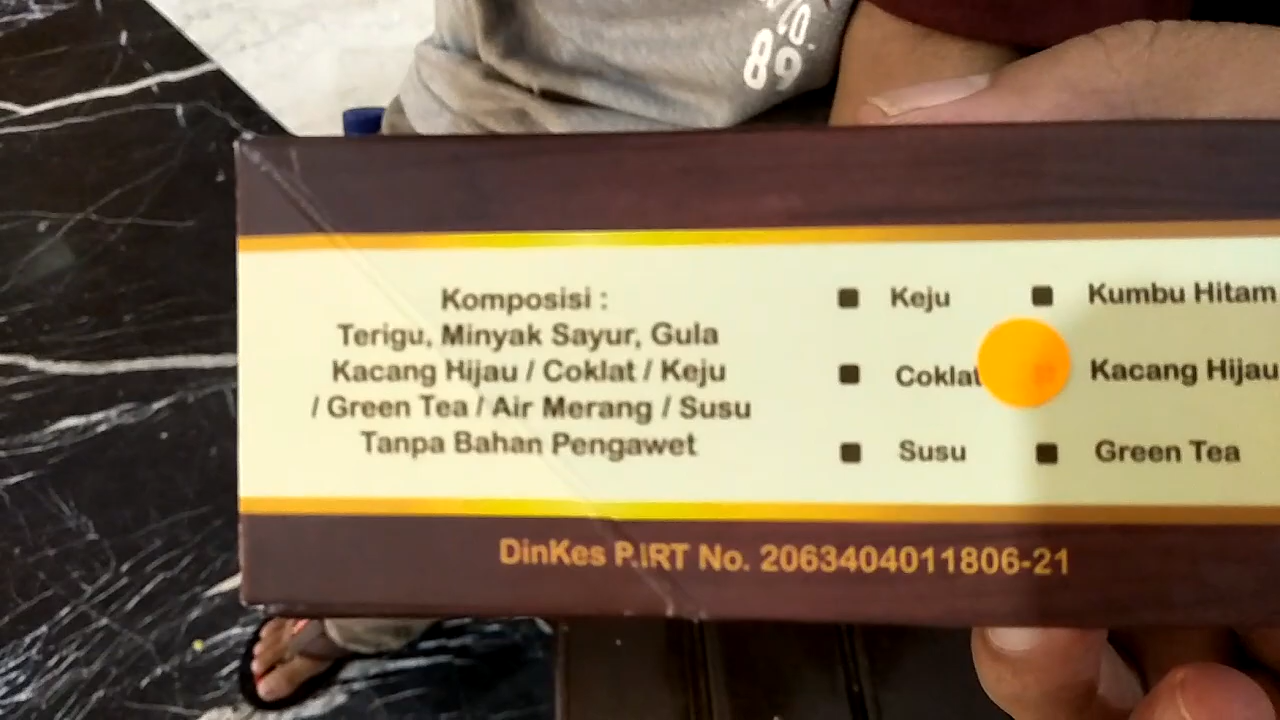 Komposisi :
Terigu, Minyak Sayur, Gula
Kacang Hijau / Coklat / Keju
/ Green Tea / Air Merang / Susu
Tanpa Bahan Pengawet
Keju
Kumbu Hitam
Coklat
Kacang Hijau
Susu
Green Tea
DinKes P.IRT No. 2063404011806-21